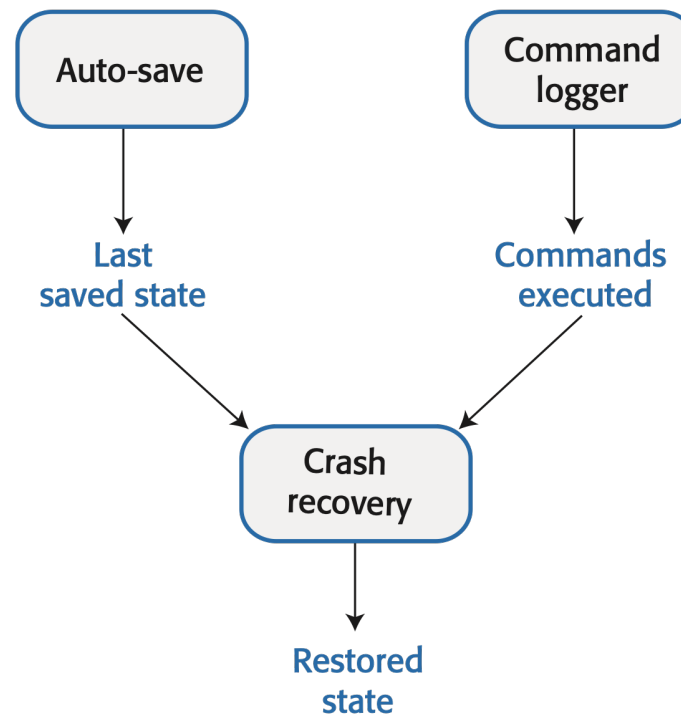 Auto-save
Command
logger
Last
saved state
Commands
executed
Crash
recovery
Restored
state